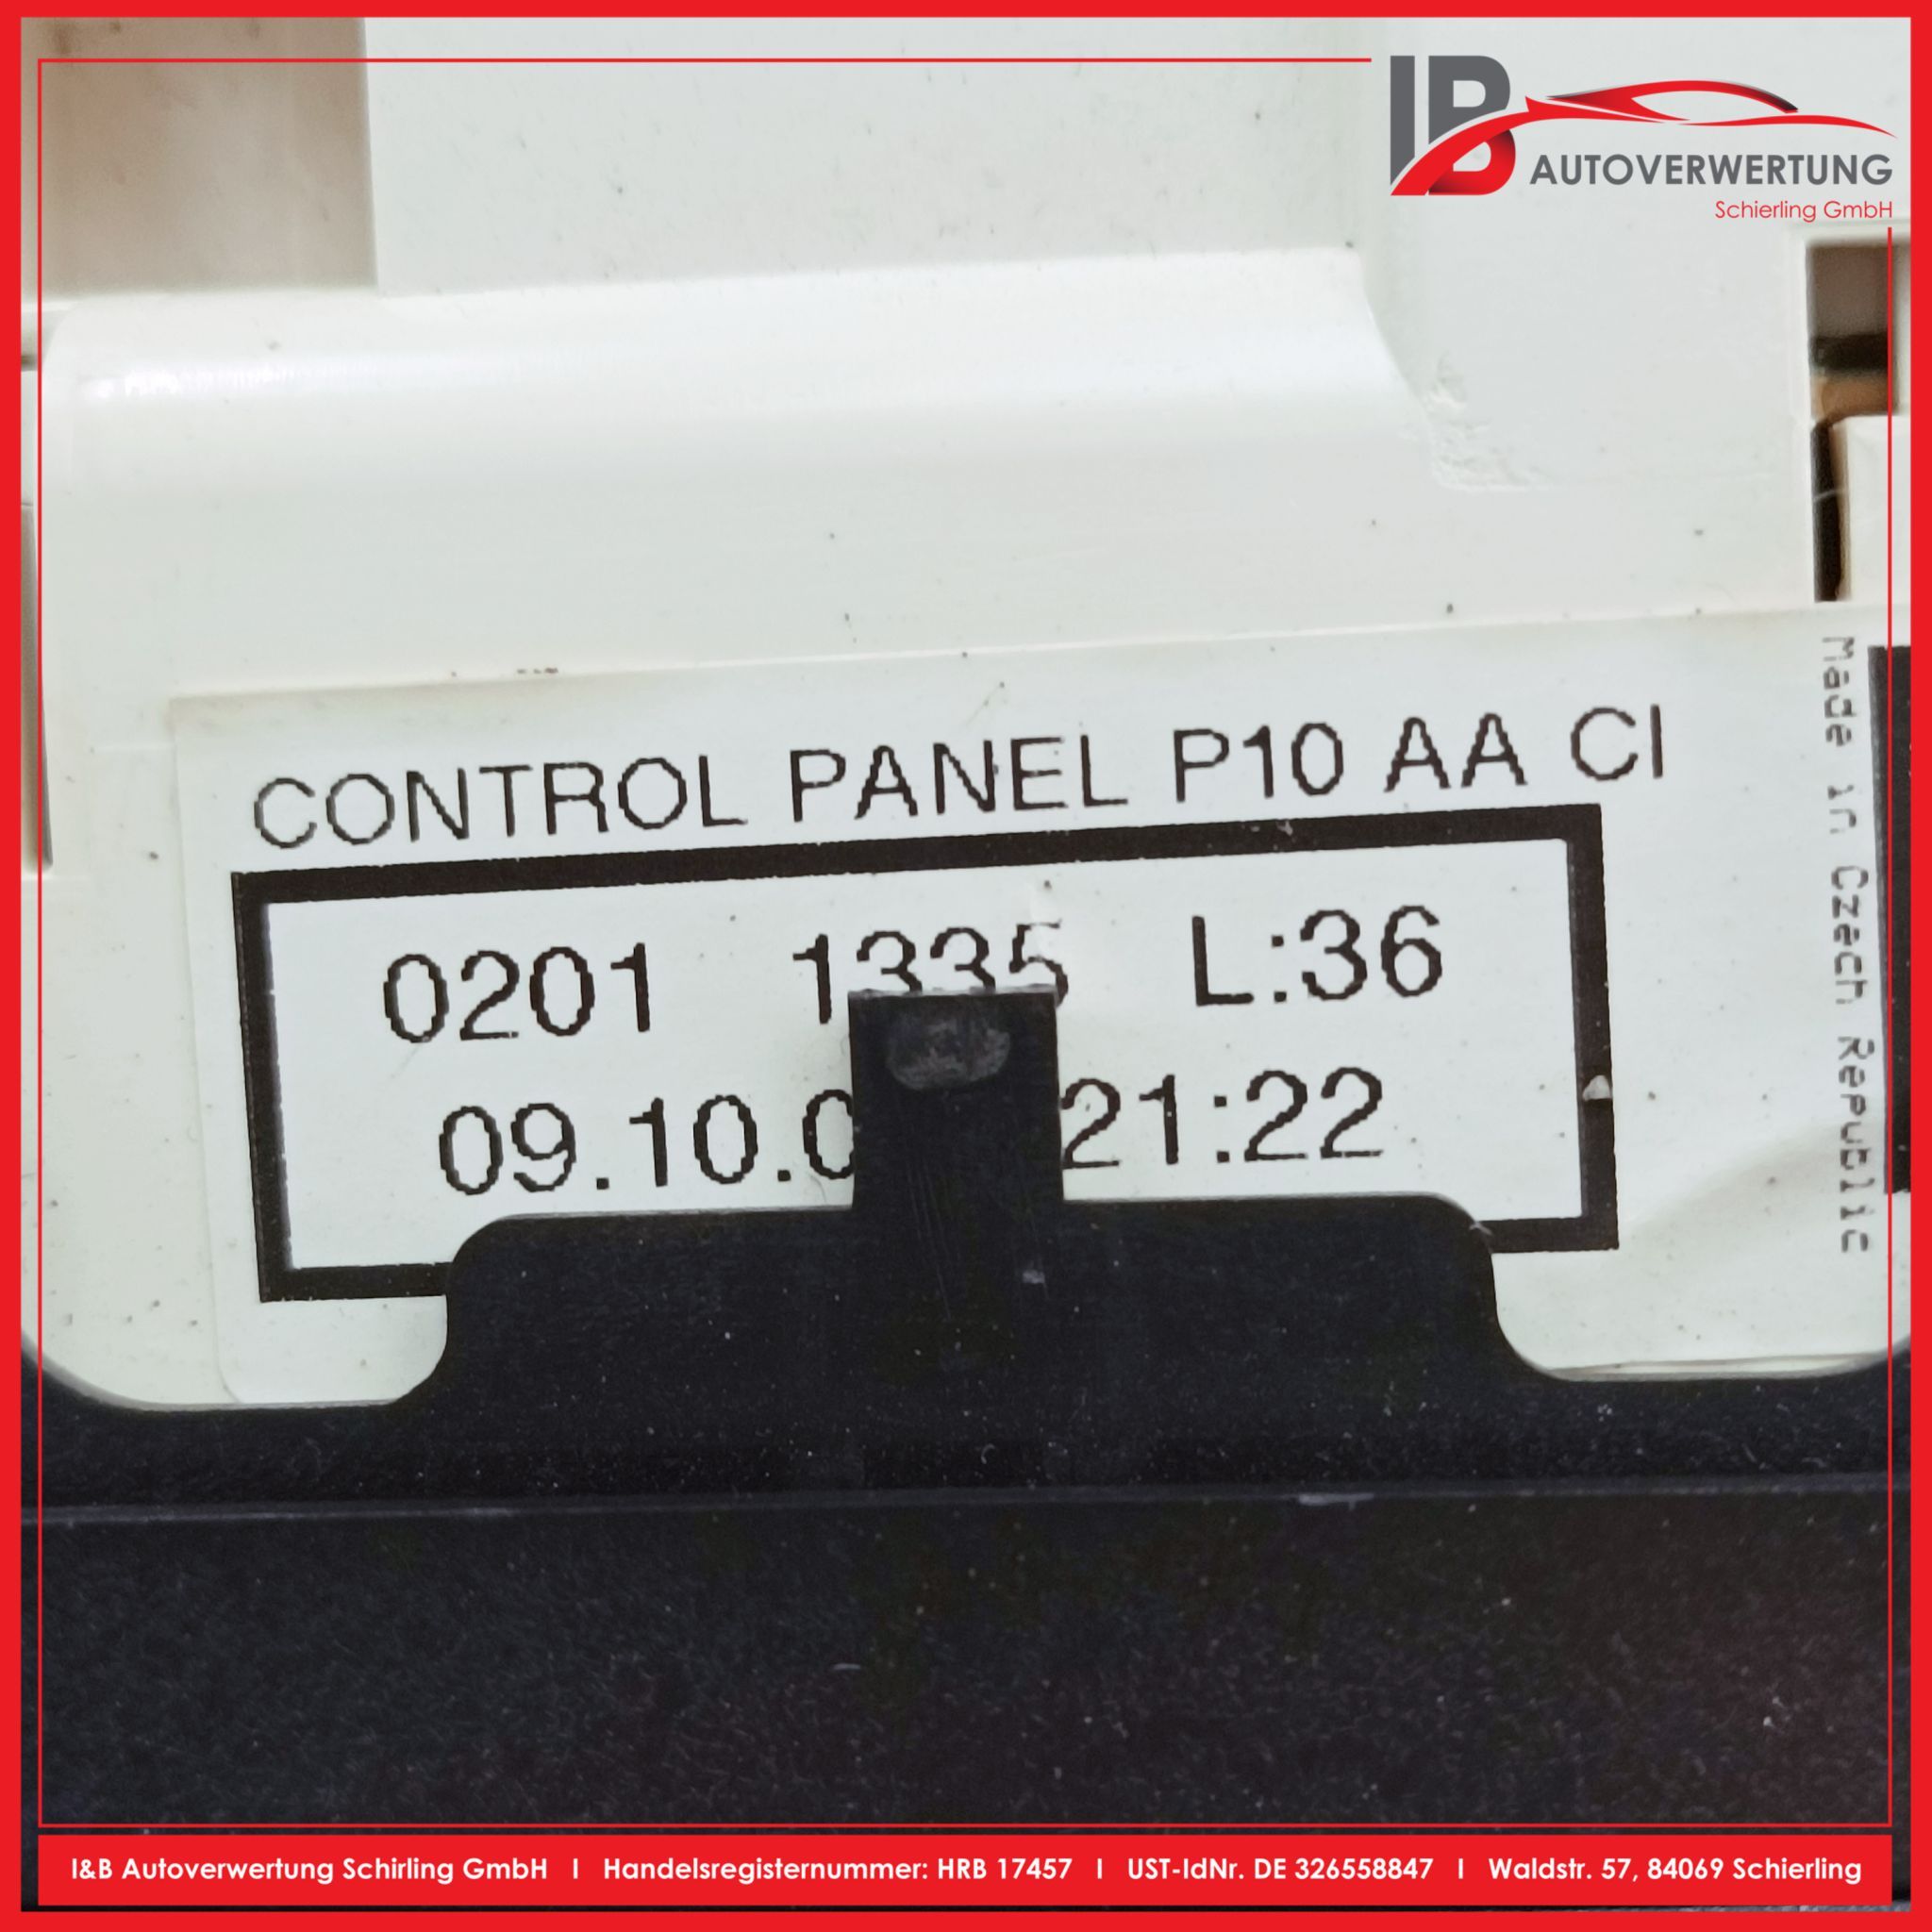 IB
AUTOVERWERTUNG
Schierling GmbH
CONTROL PANEL P10 AA CI
0201 1335 L:36
09.10.0 21:22
Made in Czech Republic
I&B Autoverwertung Schirling GmbH I Handelsregisternummer: HRB 17457 I UST-IdNr. DE 326558847 I Waldstr. 57, 84069 Schierling